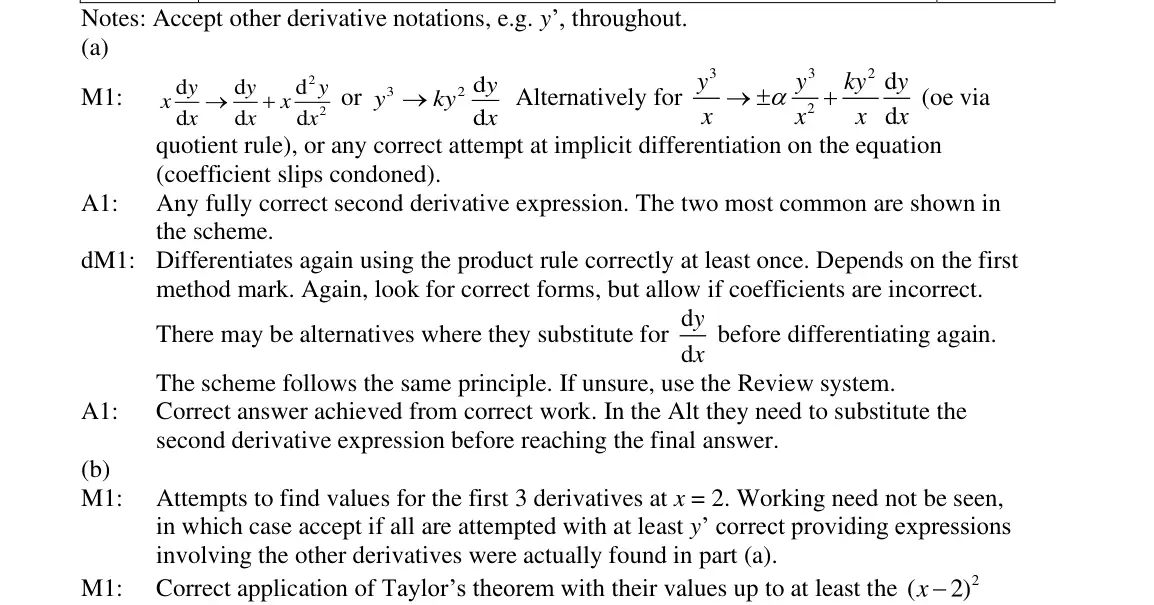 Notes: Accept other derivative notations, e.g. y’, throughout.
(a)
M1: x dy/dx → dy/dx + x d²y/dx² or y³ → ky² dy/dx Alternatively for y³/x → ±α y³/x² + ky²/x dy/dx (oe via
quotient rule), or any correct attempt at implicit differentiation on the equation
(coefficient slips condoned).
A1: Any fully correct second derivative expression. The two most common are shown in
the scheme.
dM1: Differentiates again using the product rule correctly at least once. Depends on the first
method mark. Again, look for correct forms, but allow if coefficients are incorrect.
There may be alternatives where they substitute for dy/dx before differentiating again.
The scheme follows the same principle. If unsure, use the Review system.
A1: Correct answer achieved from correct work. In the Alt they need to substitute the
second derivative expression before reaching the final answer.
(b)
M1: Attempts to find values for the first 3 derivatives at x = 2. Working need not be seen,
in which case accept if all are attempted with at least y’ correct providing expressions
involving the other derivatives were actually found in part (a).
M1: Correct application of Taylor’s theorem with their values up to at least the (x−2)²